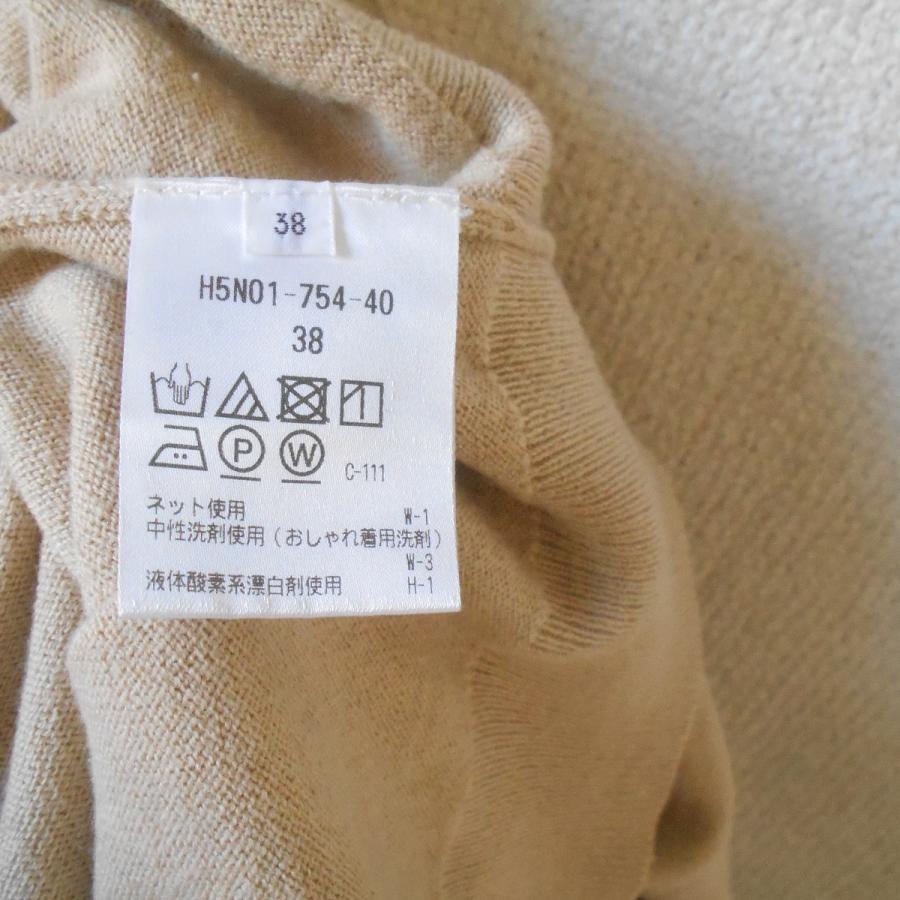 38
H5N01-754-40
38
P W C-111
ネット使用 W-1
中性洗剤使用(おしゃれ着用洗剤)
W-3
液体酸素系漂白剤使用 H-1